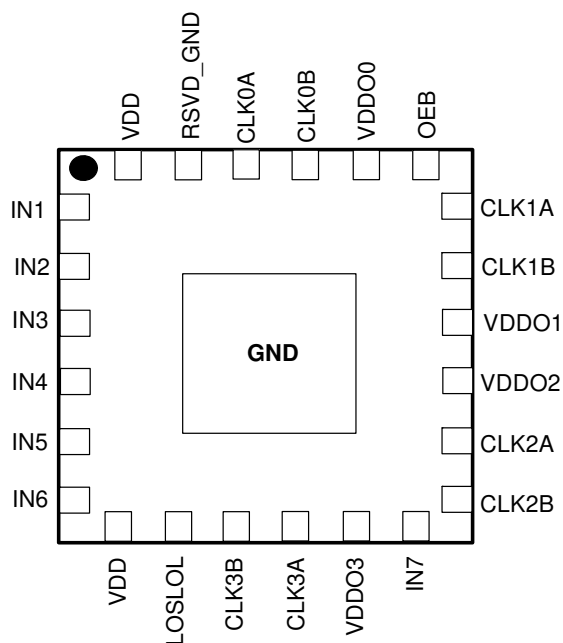 VDD
RSVD_GND
CLK0A
CLK0B
VDDO0
OEB
IN1
IN2
IN3
IN4
IN5
IN6
GND
CLK1A
CLK1B
VDDO1
VDDO2
CLK2A
CLK2B
VDD
LOSLOL
CLK3B
CLK3A
VDDO3
IN7